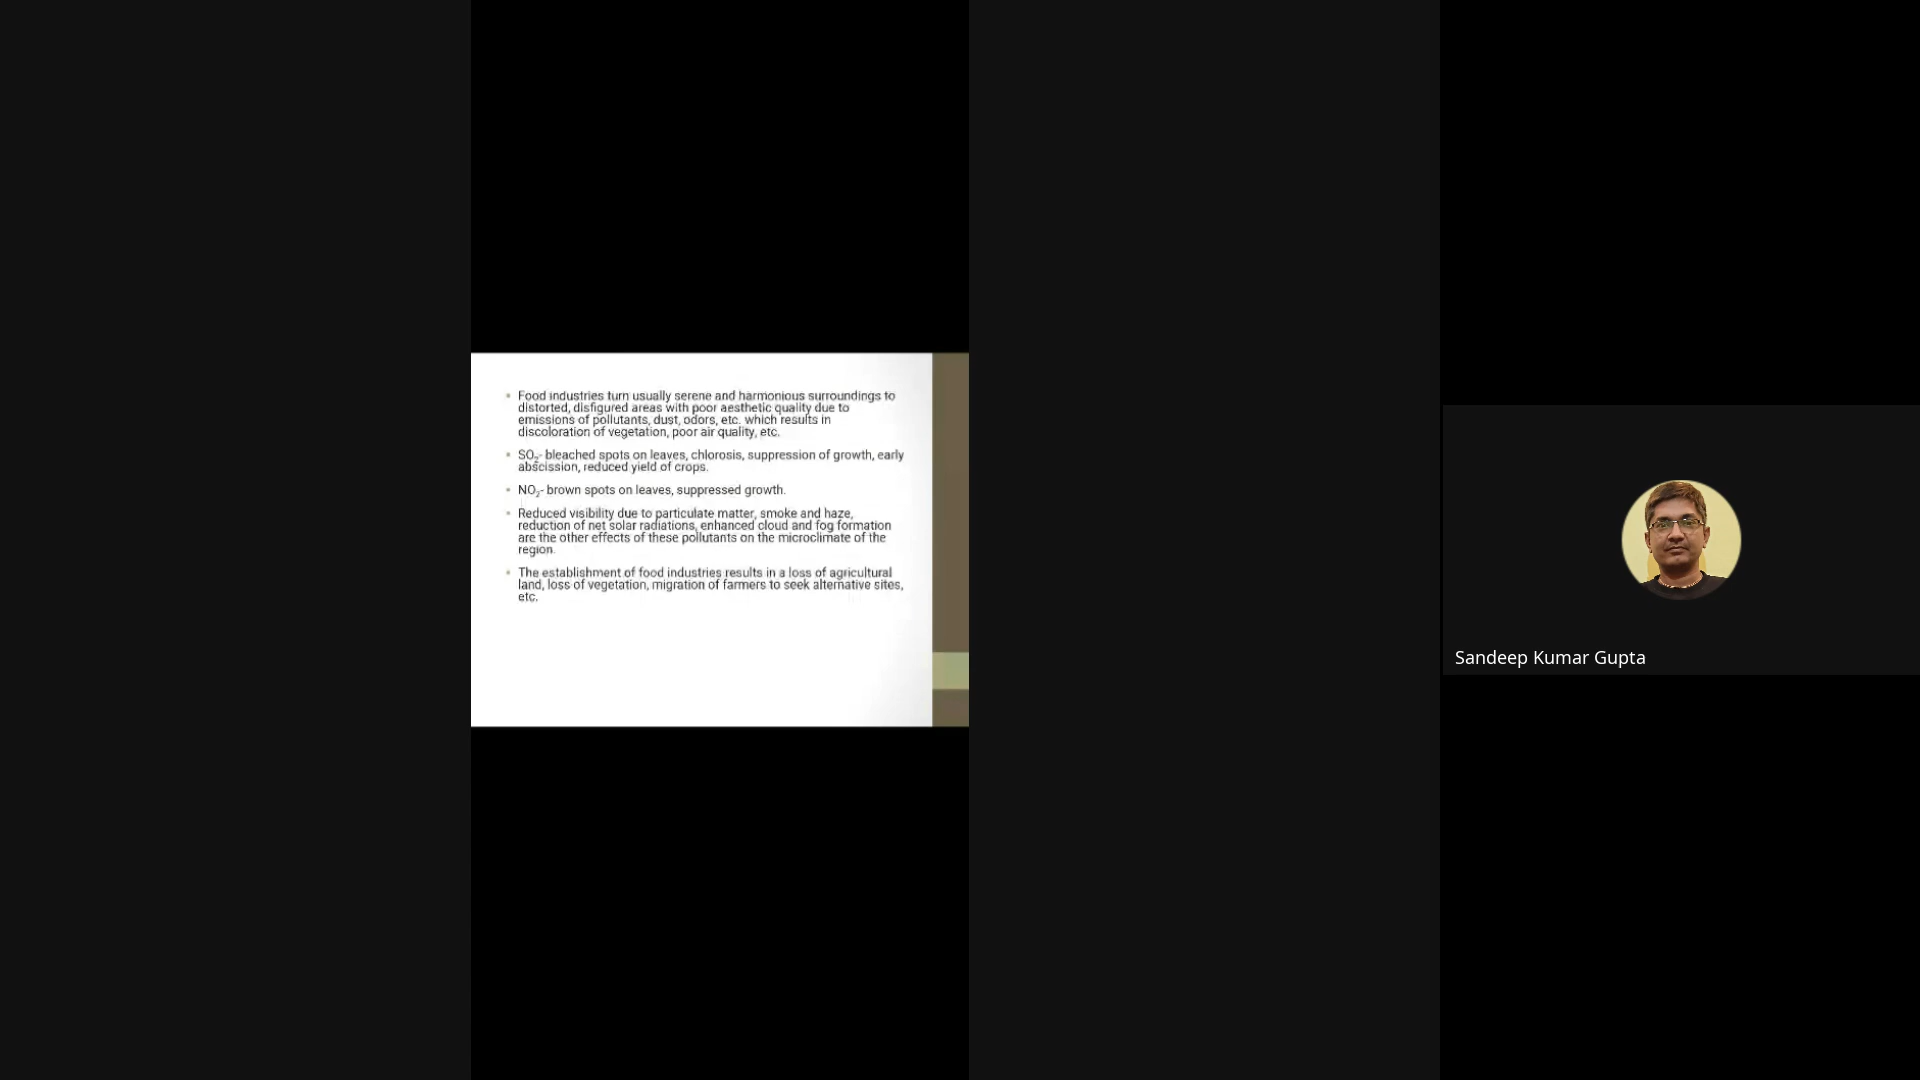 Food industries turn usually serene and harmonious surroundings to
distorted, disfigured areas with poor aesthetic quality due to
emissions of pollutants, dust, odors, etc. which results in
discoloration of vegetation, poor air quality, etc.
SO₂- bleached spots on leaves, chlorosis, suppression of growth, early
abscission, reduced yield of crops.
NO₂- brown spots on leaves, suppressed growth.
Reduced visibility due to particulate matter, smoke and haze,
reduction of net solar radiations, enhanced cloud and fog formation
are the other effects of these pollutants on the microclimate of the
region.
The establishment of food industries results in a loss of agricultural
land, loss of vegetation, migration of farmers to seek alternative sites,
etc.
Sandeep Kumar Gupta